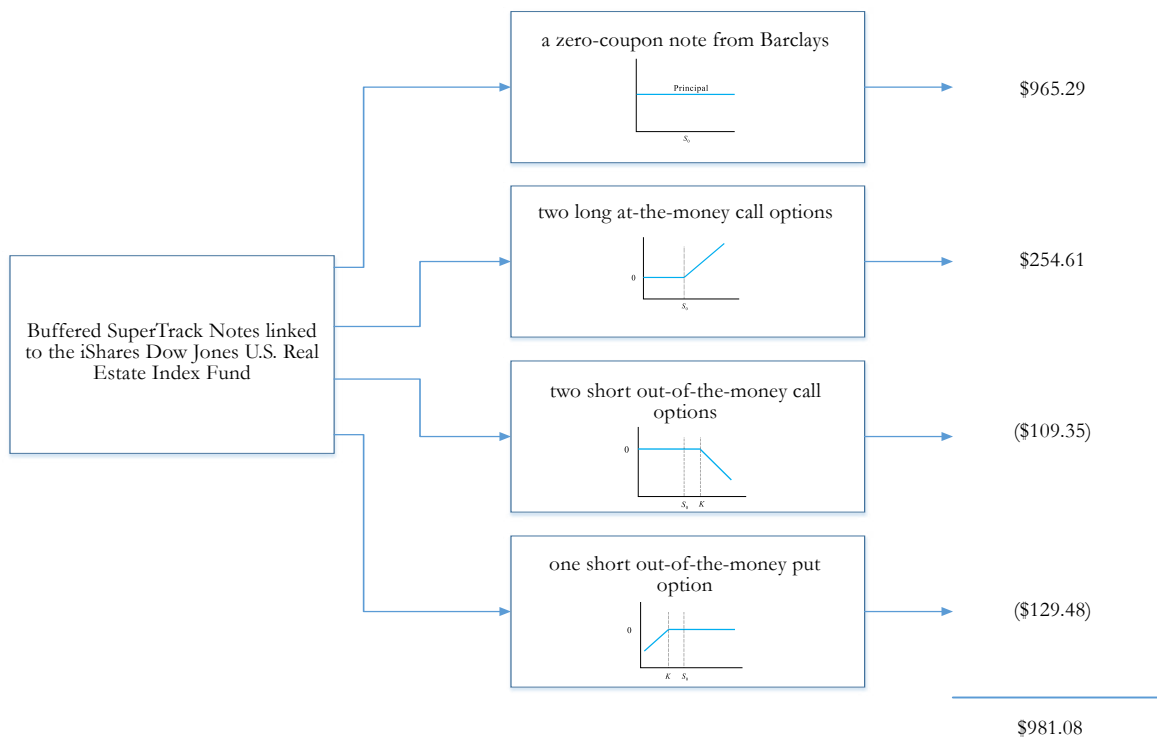 a zero-coupon note from Barclays
Principal
S₀
$965.29
two long at-the-money call options
0
S₀
$254.61
Buffered SuperTrack Notes linked
to the iShares Dow Jones U.S. Real
Estate Index Fund
two short out-of-the-money call
options
0
S₀ K
($109.35)
one short out-of-the-money put
option
0
K S₀
($129.48)
$981.08